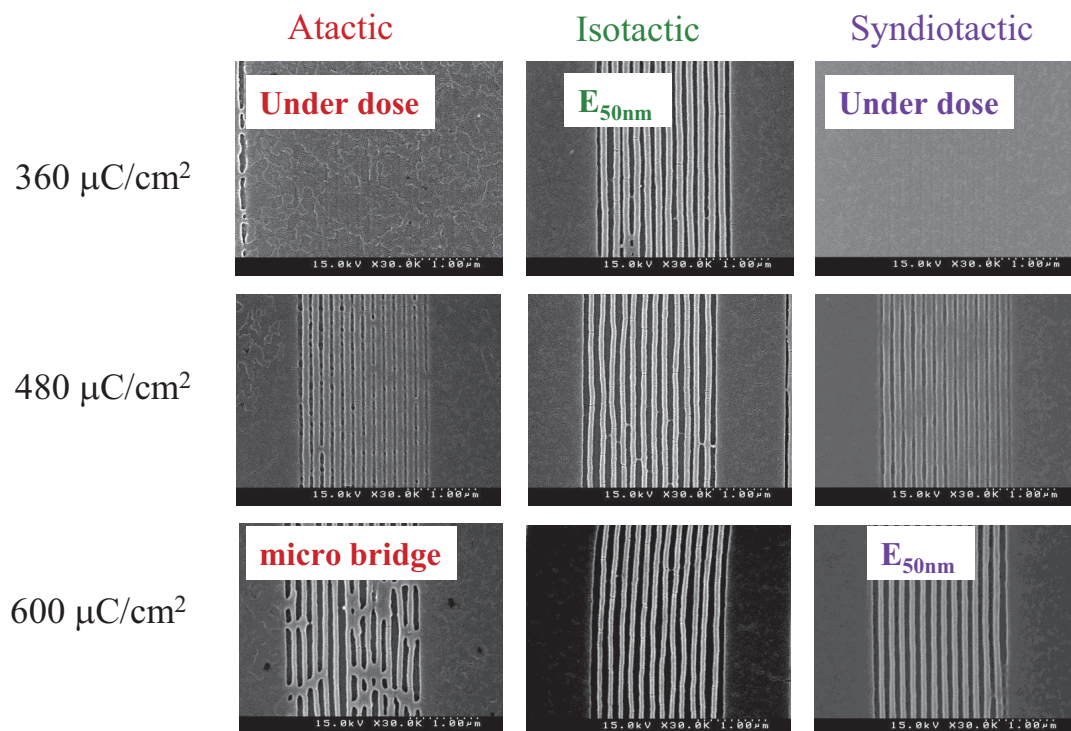 Atactic Isotactic Syndiotactic
Under dose E50nm Under dose
360 μC/cm²
15.0kV X30.0K 1.00μm 15.0kV X30.0K 1.00μm 15.0kV X30.0K 1.00μm
480 μC/cm²
15.0kV X30.0K 1.00μm 15.0kV X30.0K 1.00μm 15.0kV X30.0K 1.00μm
micro bridge E50nm
600 μC/cm²
15.0kV X30.0K 1.00μm 15.0kV X30.0K 1.00μm 15.0kV X30.0K 1.00μm